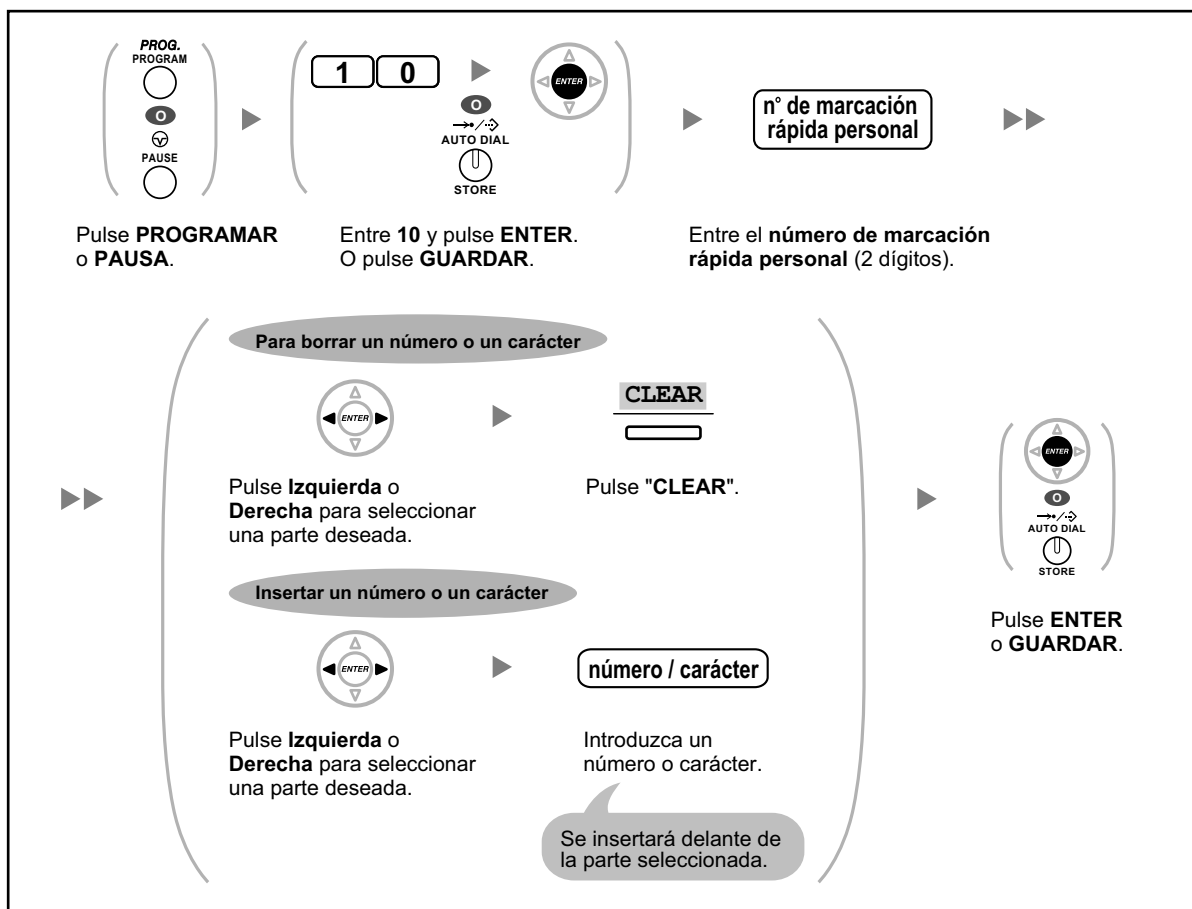 PROG.
PROGRAM
O
PAUSE
1 0
O
AUTO DIAL
STORE
ENTER
n° de marcación
rápida personal
Pulse PROGRAMAR
o PAUSA.
Entre 10 y pulse ENTER.
O pulse GUARDAR.
Entre el número de marcación
rápida personal (2 dígitos).
Para borrar un número o un carácter
ENTER
CLEAR
Pulse Izquierda o
Derecha para seleccionar
una parte deseada.
Pulse "CLEAR".
Insertar un número o un carácter
ENTER
número / carácter
Pulse Izquierda o
Derecha para seleccionar
una parte deseada.
Introduzca un
número o carácter.
Se insertará delante de
la parte seleccionada.
ENTER
O
AUTO DIAL
STORE
Pulse ENTER
o GUARDAR.